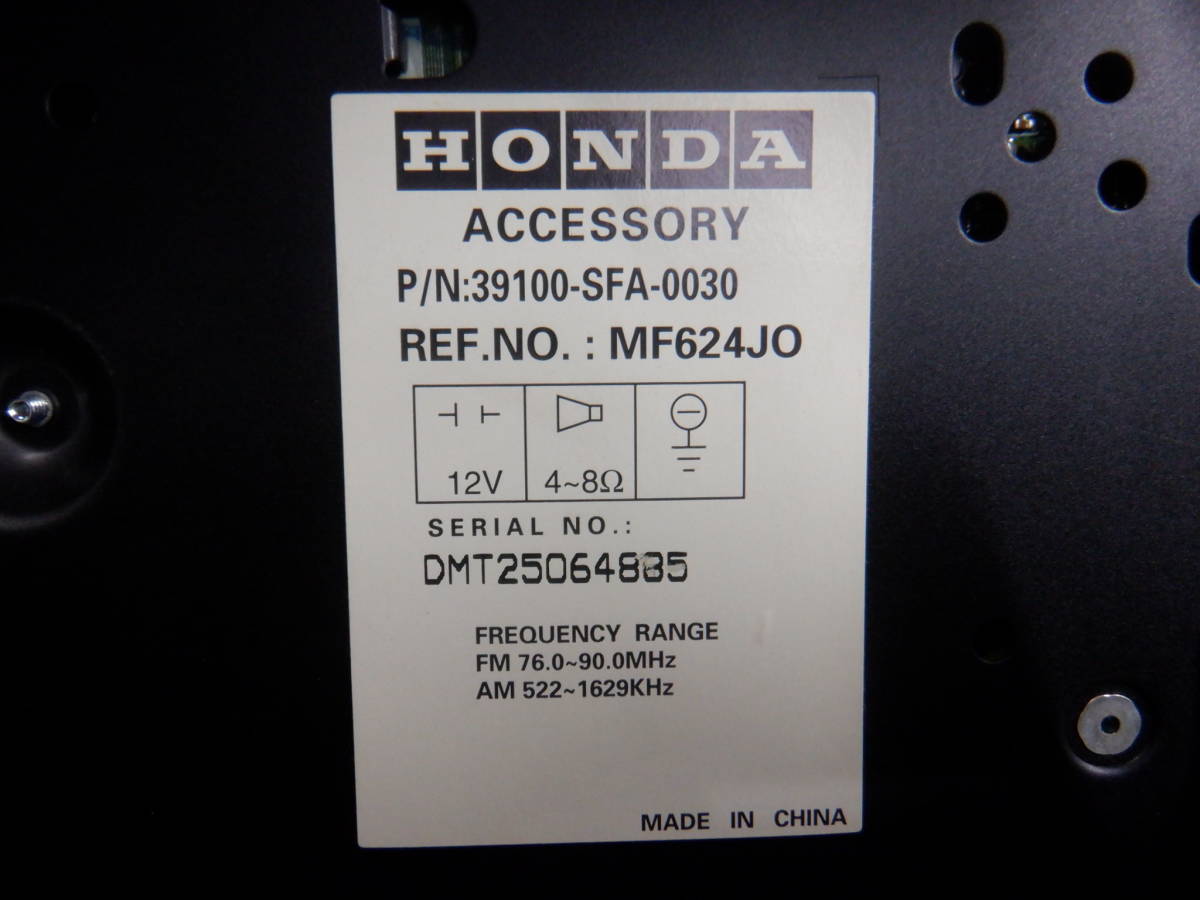 HONDA
ACCESSORY
P/N:39100-SFA-0030
REF.NO. : MF624JO
12V
4~8Ω
SERIAL NO.:
FREQUENCY RANGE
FM 76.0~90.0MHz
AM 522~1629KHz
MADE IN CHINA